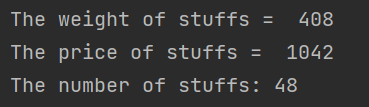 The weight of stuffs =  408
The price of stuffs =  1042
The number of stuffs: 48